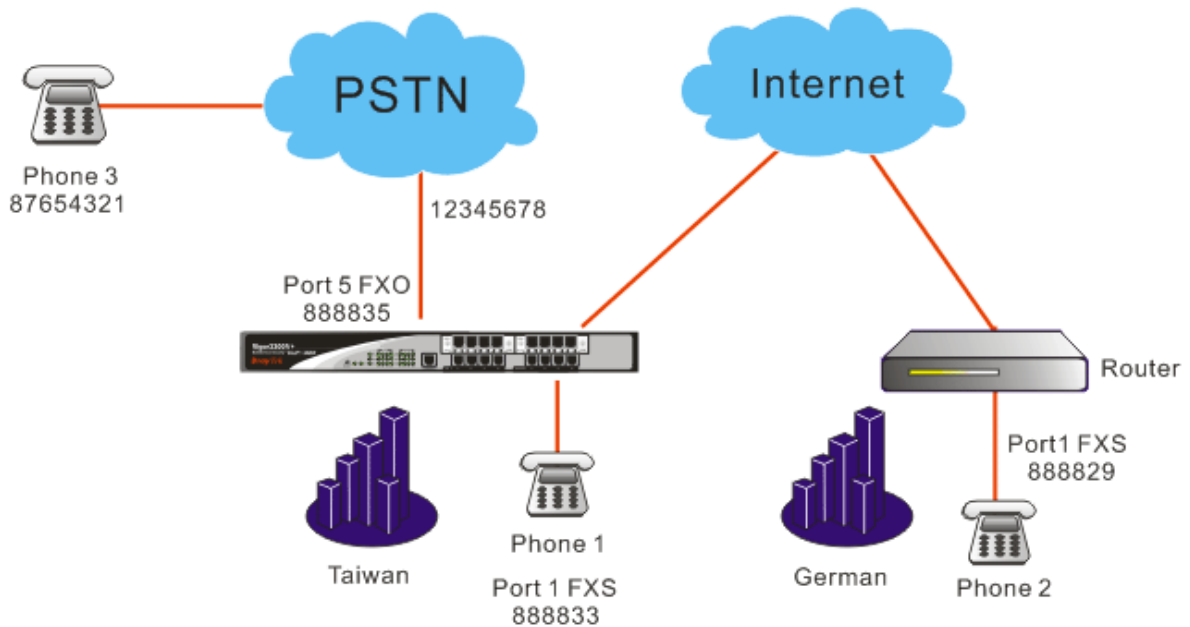 PSTN
Internet
Phone 3
87654321
12345678
Port 5 FXO
888835
Vigor3300V+
Router
Port1 FXS
888829
Phone 1
Phone 2
Taiwan
German
Port 1 FXS
888833